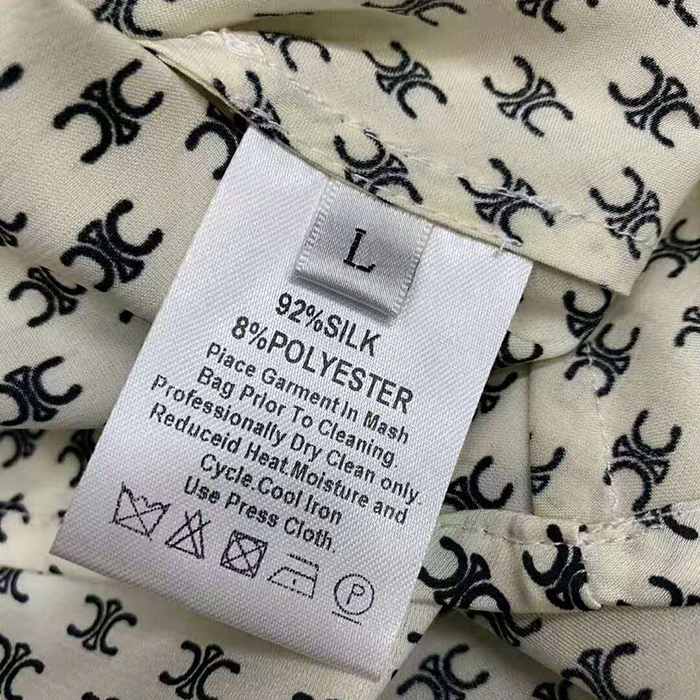 L
92%SILK
8%POLYESTER
Piace Garment In Mash
Bag Prior To Cleaning.
Professionally Dry Clean only.
Reduceid Heat.Moisture and
Cycle.Cool Iron
Use Press Cloth.
P